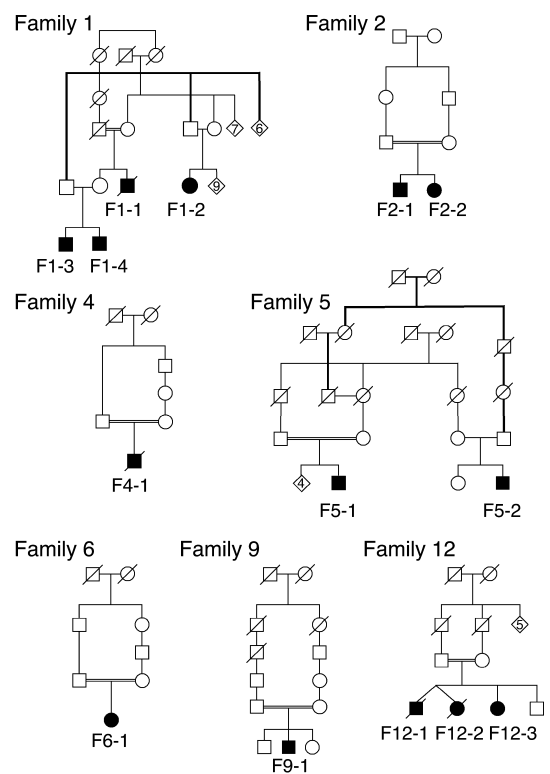 Family 1
Family 2
7
6
F1-1
F1-2
9
F2-1
F2-2
F1-3
F1-4
Family 4
Family 5
F4-1
4
F5-1
F5-2
Family 6
Family 9
Family 12
5
F6-1
F9-1
F12-1
F12-2
F12-3